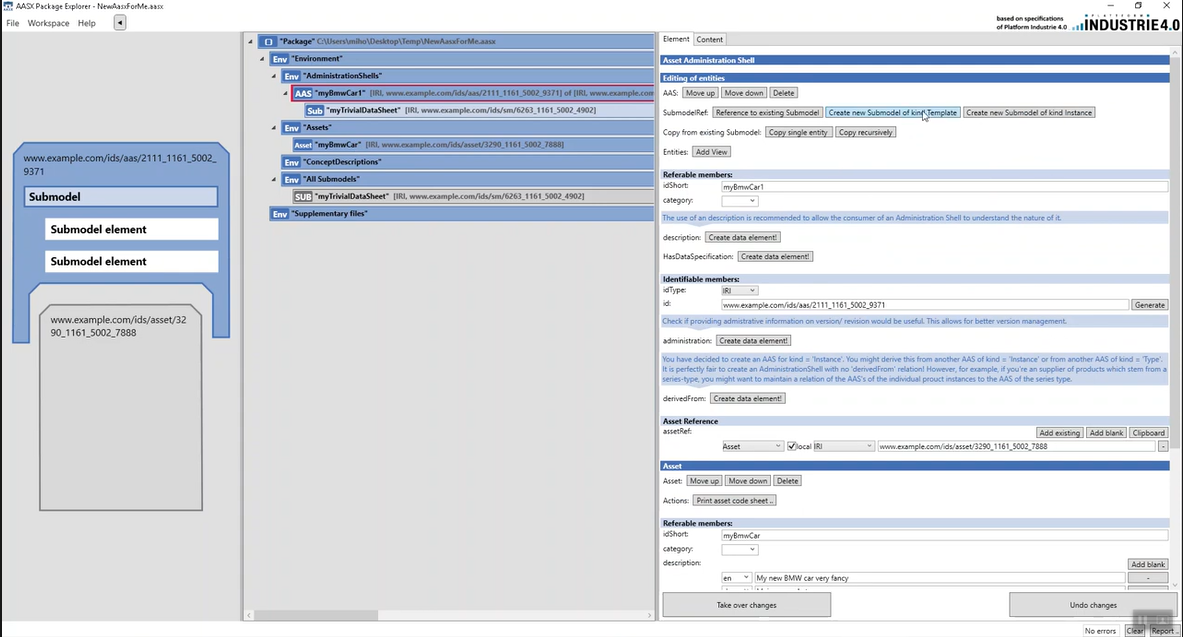 AASX Package Explorer - NewAasxForMe.aasx
File Workspace Help
based on specifications
of Platform Industrie 4.0
PLATTFORM
INDUSTRIE4.0
www.example.com/ids/aas/2111_1161_5002_
9371
Submodel
Submodel element
Submodel element
www.example.com/ids/asset/32
90_1161_5002_7888
"Package" C:\Users\miho\Desktop\Temp\NewAasxForMe.aasx
Env "Environment"
Env "AdministrationShells"
AAS "myBmwCar1" [IRI, www.example.com/ids/aas/2111_1161_5002_9371] of [IRI, www.example.com
Sub "myTrivialDataSheet" [IRI, www.example.com/ids/sm/6263_1161_5002_4902]
Env "Assets"
Asset "myBmwCar" [IRI, www.example.com/ids/asset/3290_1161_5002_7888]
Env "ConceptDescriptions"
Env "All Submodels"
SUB "myTrivialDataSheet" [IRI, www.example.com/ids/sm/6263_1161_5002_4902]
Env "Supplementary files"
Element Content
Asset Administration Shell
Editing of entities
AAS: Move up Move down Delete
SubmodelRef: Reference to existing Submodel Create new Submodel of kind Template Create new Submodel of kind Instance
Copy from existing Submodel: Copy single entity Copy recursively
Entities: Add View
Referable members:
idShort: myBmwCar1
category:
The use of an description is recommended to allow the consumer of an Administration Shell to understand the nature of it.
description: Create data element!
HasDataSpecification: Create data element!
Identifiable members:
idType: IRI
id: www.example.com/ids/aas/2111_1161_5002_9371 Generate
Check if providing admistrative information on version/ revision would be useful. This allows for better version management.
administration: Create data element!
You have decided to create an AAS for kind = 'Instance'. You might derive this from another AAS of kind = 'Instance' or from another AAS of kind = 'Type'.
It is perfectly fair to create an AdministrationShell with no 'derivedFrom' relation! However, for example, if you're an supplier of products which stem from a
series-type, you might want to maintain a relation of the AAS's of the individual prouct instances to the AAS of the series type.
derivedFrom: Create data element!
Asset Reference
assetRef: Add existing Add blank Clipboard
Asset local IRI www.example.com/ids/asset/3290_1161_5002_7888 -
Asset
Asset: Move up Move down Delete
Actions: Print asset code sheet ..
Referable members:
idShort: myBmwCar
category:
description: Add blank
en My new BMW car very fancy -
Take over changes Undo changes
No errors Clear Report ..